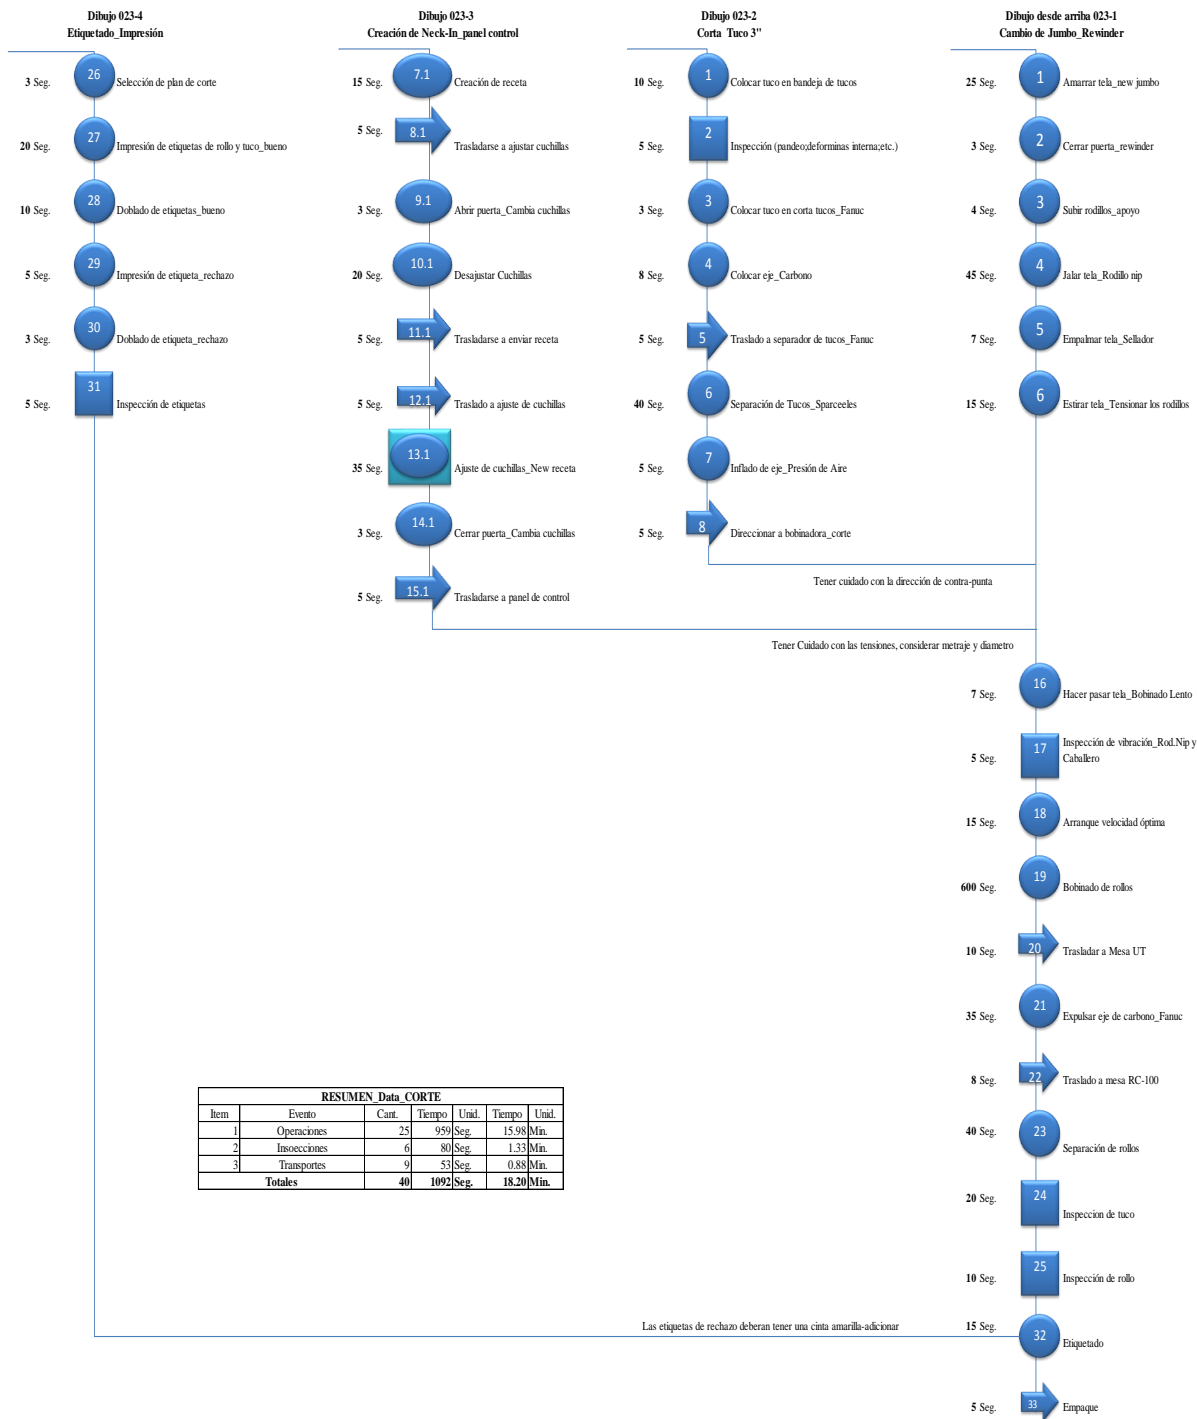 Dibujo 023-4
Etiquetado_Impresión
3 Seg. 26 Selección de plan de corte
20 Seg. 27 Impresión de etiquetas de rollo y tuco_bueno
10 Seg. 28 Doblado de etiquetas_bueno
5 Seg. 29 Impresión de etiqueta_rechazo
3 Seg. 30 Doblado de etiqueta_rechazo
5 Seg. 31 Inspección de etiquetas
Dibujo 023-3
Creación de Neck-In_panel control
15 Seg. 7.1 Creación de receta
5 Seg. 8.1 Trasladarse a ajustar cuchillas
3 Seg. 9.1 Abrir puerta_Cambia cuchillas
20 Seg. 10.1 Desajustar Cuchillas
5 Seg. 11.1 Trasladarse a enviar receta
5 Seg. 12.1 Traslado a ajuste de cuchillas
35 Seg. 13.1 Ajuste de cuchillas_New receta
3 Seg. 14.1 Cerrar puerta_Cambia cuchillas
5 Seg. 15.1 Trasladarse a panel de control
Dibujo 023-2
Corta Tuco 3"
10 Seg. 1 Colocar tuco en bandeja de tucos
5 Seg. 2 Inspección (pandeo;deforminas interna;etc.)
3 Seg. 3 Colocar tuco en corta tucos_Fanuc
8 Seg. 4 Colocar eje_Carbono
5 Seg. 5 Traslado a separador de tucos_Fanuc
40 Seg. 6 Separación de Tucos_Sparceeles
5 Seg. 7 Inflado de eje_Presión de Aire
5 Seg. 8 Direccionar a bobinadora_corte
Dibujo desde arriba 023-1
Cambio de Jumbo_Rewinder
25 Seg. 1 Amarrar tela_new jumbo
3 Seg. 2 Cerrar puerta_rewinder
4 Seg. 3 Subir rodillos_apoyo
45 Seg. 4 Jalar tela_Rodillo nip
7 Seg. 5 Empalmar tela_Sellador
15 Seg. 6 Estirar tela_Tensionar los rodillos
Tener cuidado con la dirección de contra-punta
Tener Cuidado con las tensiones, considerar metraje y diametro
7 Seg. 16 Hacer pasar tela_Bobinado Lento
5 Seg. 17 Inspección de vibración_Rod.Nip y
Caballero
15 Seg. 18 Arranque velocidad óptima
600 Seg. 19 Bobinado de rollos
10 Seg. 20 Trasladar a Mesa UT
35 Seg. 21 Expulsar eje de carbono_Fanuc
8 Seg. 22 Traslado a mesa RC-100
40 Seg. 23 Separación de rollos
20 Seg. 24 Inspeccion de tuco
10 Seg. 25 Inspección de rollo
Las etiquetas de rechazo deberan tener una cinta amarilla-adicionar
15 Seg. 32 Etiquetado
5 Seg. 33 Empaque
RESUMEN_Data_CORTE
Item Evento Cant. Tiempo Unid. Tiempo Unid.
1 Operaciones 25 959 Seg. 15.98 Min.
2 Insoecciones 6 80 Seg. 1.33 Min.
3 Transportes 9 53 Seg. 0.88 Min.
Totales 40 1092 Seg. 18.20 Min.